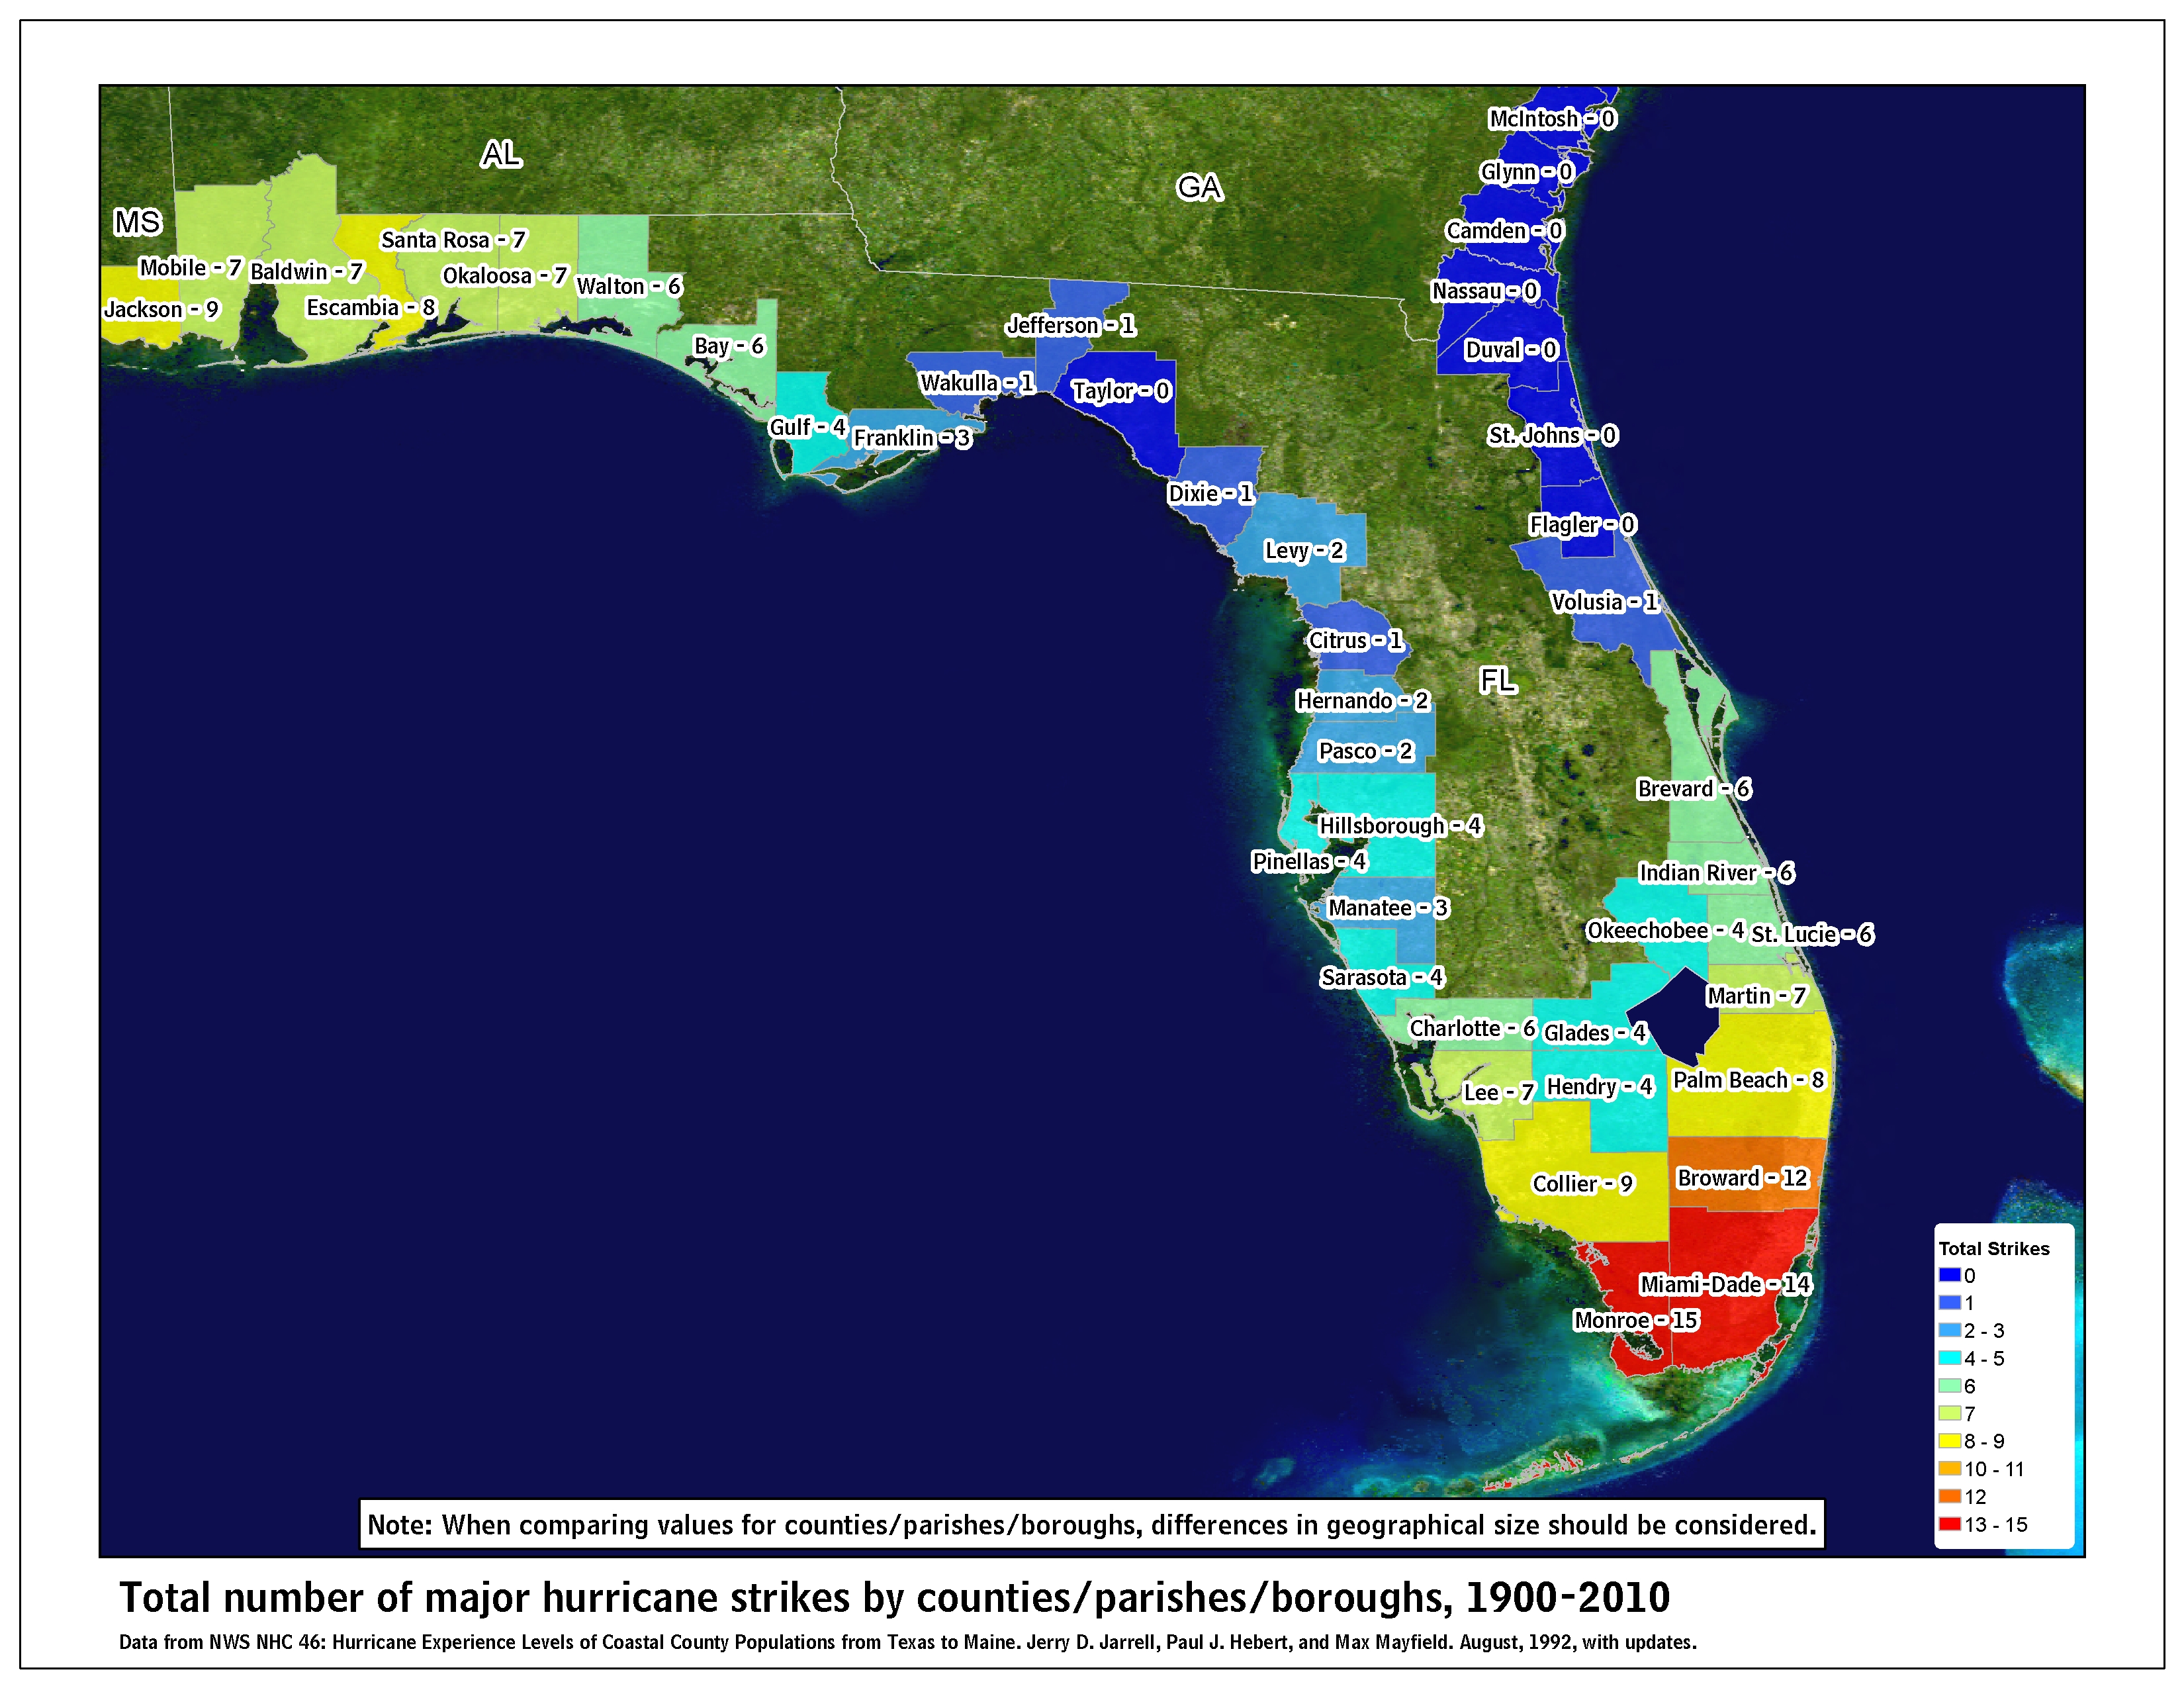 McIntosh - 0
AL
Glynn - 0
GA
MS
Camden - 0
Santa Rosa - 7
Mobile - 7
Baldwin - 7
Okaloosa - 7
Walton - 6
Nassau - 0
Jackson - 9
Escambia - 8
Jefferson - 1
Bay - 6
Duval - 0
Wakulla - 1
Taylor - 0
Gulf - 4
Franklin - 3
St. Johns - 0
Dixie - 1
Flagler - 0
Levy - 2
Volusia - 1
Citrus - 1
FL
Hernando - 2
Pasco - 2
Brevard - 6
Hillsborough - 4
Pinellas - 4
Indian River - 6
Manatee - 3
Okeechobee - 4
St. Lucie - 6
Sarasota - 4
Martin - 7
Charlotte - 6
Glades - 4
Palm Beach - 8
Lee - 7
Hendry - 4
Broward - 12
Collier - 9
Miami-Dade - 14
Monroe - 15
Total Strikes
0
1
2 - 3
4 - 5
6
7
8 - 9
10 - 11
12
13 - 15
Note: When comparing values for counties/parishes/boroughs, differences in geographical size should be considered.
Total number of major hurricane strikes by counties/parishes/boroughs, 1900-2010
Data from NWS NHC 46: Hurricane Experience Levels of Coastal County Populations from Texas to Maine. Jerry D. Jarrell, Paul J. Hebert, and Max Mayfield. August, 1992, with updates.